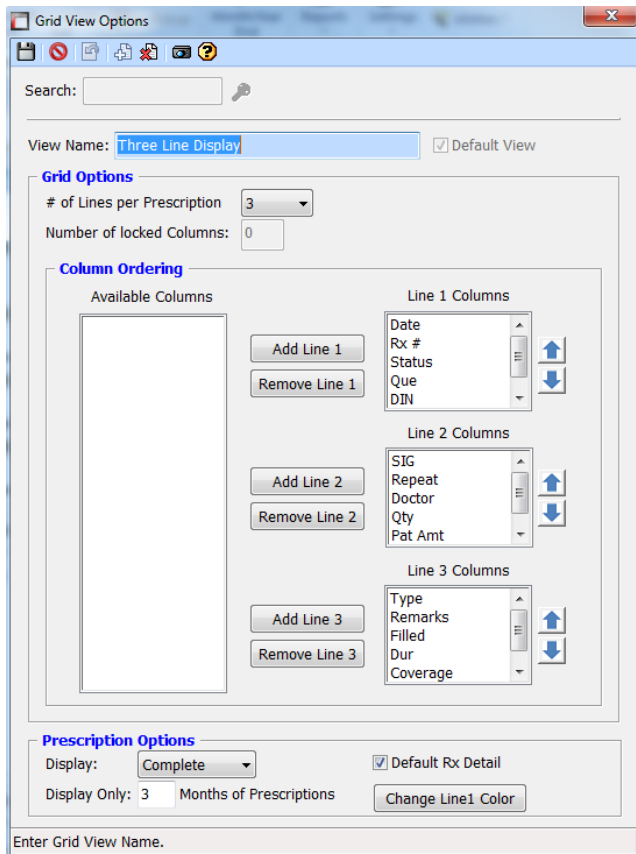 Grid View Options
Search:
View Name: Three Line Display Default View
Grid Options
# of Lines per Prescription 3
Number of locked Columns: 0
Column Ordering
Available Columns
Line 1 Columns
Add Line 1
Remove Line 1
Date
Rx #
Status
Que
DIN
Line 2 Columns
Add Line 2
Remove Line 2
SIG
Repeat
Doctor
Qty
Pat Amt
Line 3 Columns
Add Line 3
Remove Line 3
Type
Remarks
Filled
Dur
Coverage
Prescription Options
Display: Complete Default Rx Detail
Display Only: 3 Months of Prescriptions Change Line1 Color
Enter Grid View Name.